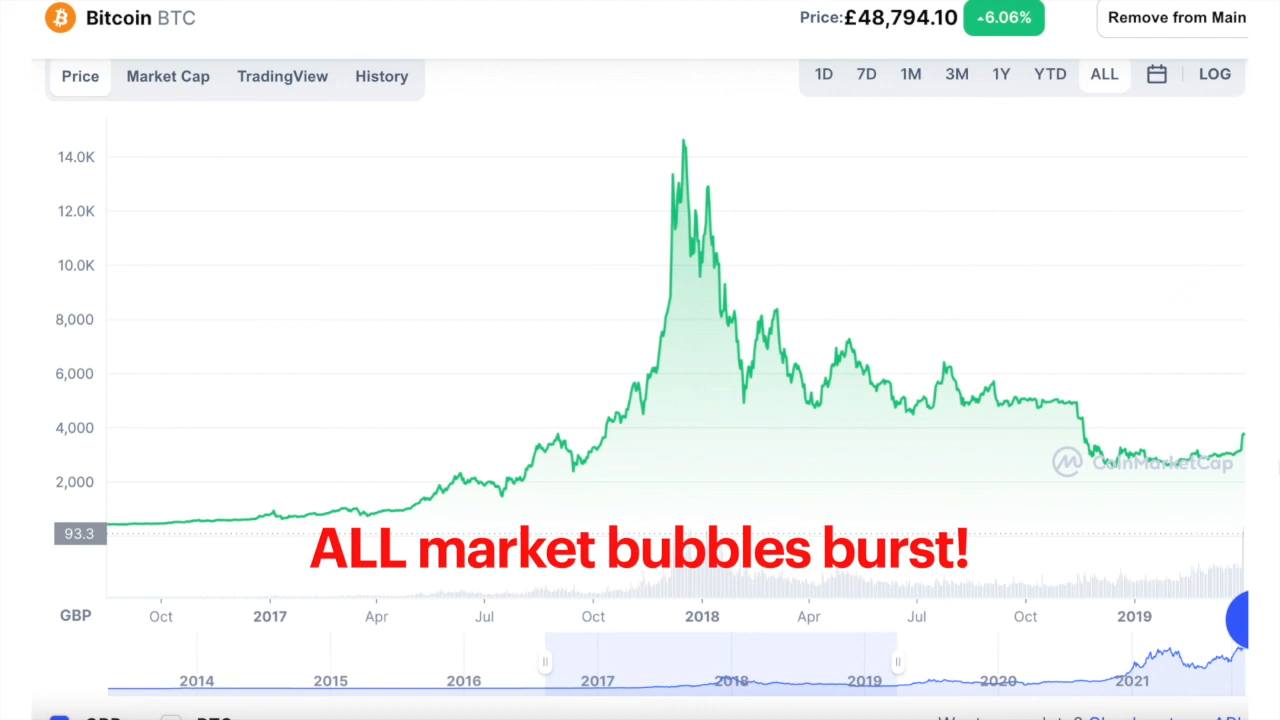 Bitcoin BTC
Price:£48,794.10 6.06% Remove from Main
Price Market Cap TradingView History
1D 7D 1M 3M 1Y YTD ALL LOG
14.0K
12.0K
10.0K
8,000
6,000
4,000
CoinMarketCap
2,000
93.3
ALL market bubbles burst!
GBP Oct 2017 Apr Jul Oct 2018 Apr Jul Oct 2019
2014 2015 2016 2017 2018 2019 2020 2021
GBP BTC